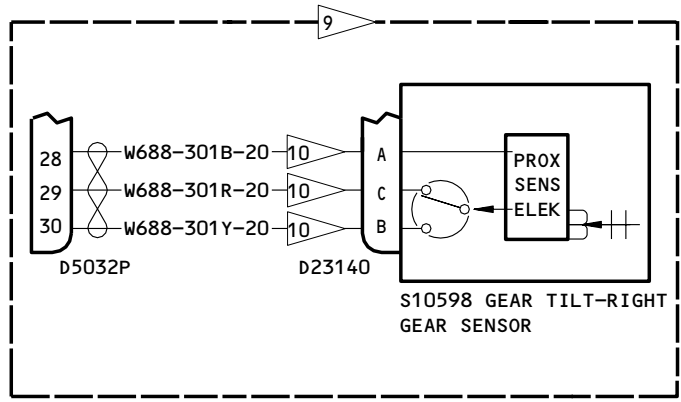 9
28 W688-301B-20 10 A PROX
SENS
29 W688-301R-20 10 C
ELEK
30 W688-301Y-20 10 B
D5032P D23140
S10598 GEAR TILT-RIGHT
GEAR SENSOR